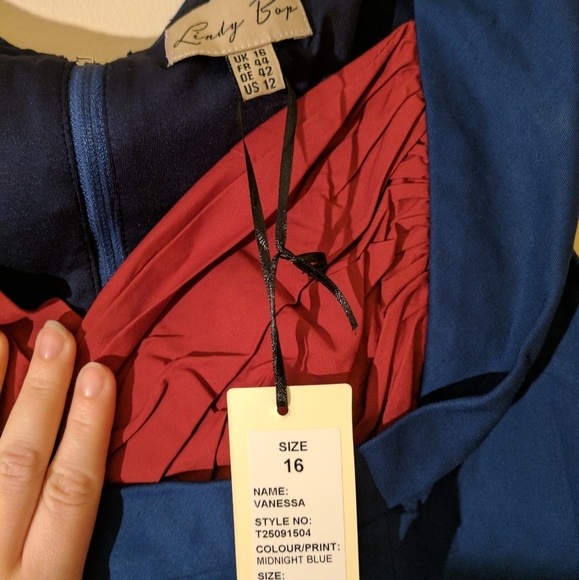 Lindy Bop
UK 16
FR 44
DE 42
US 12
SIZE
16
NAME:
VANESSA
STYLE NO:
T25091504
COLOUR/PRINT:
MIDNIGHT BLUE
SIZE: